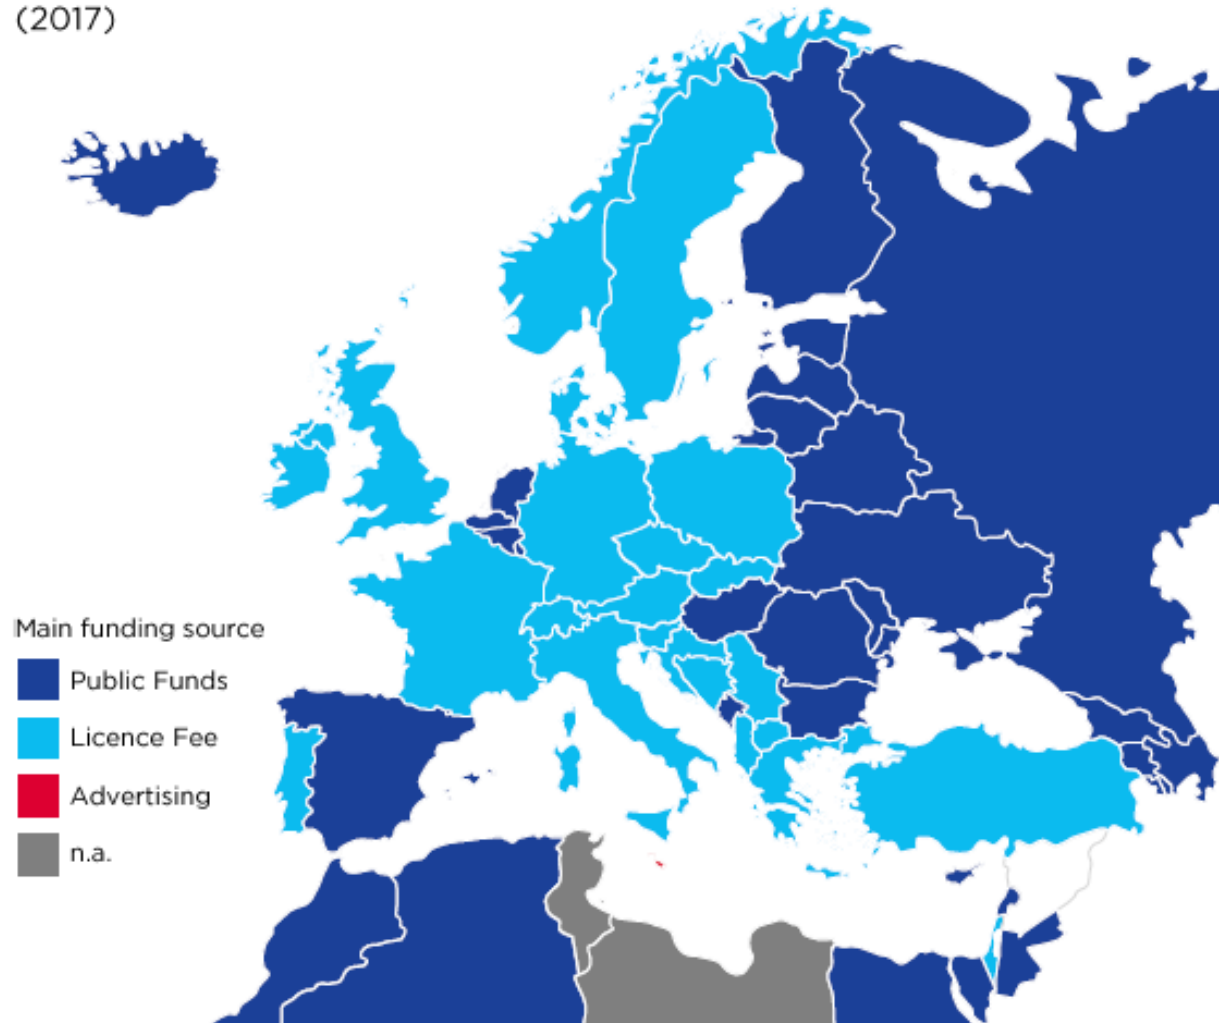 (2017)
Main funding source
Public Funds
Licence Fee
Advertising
n.a.